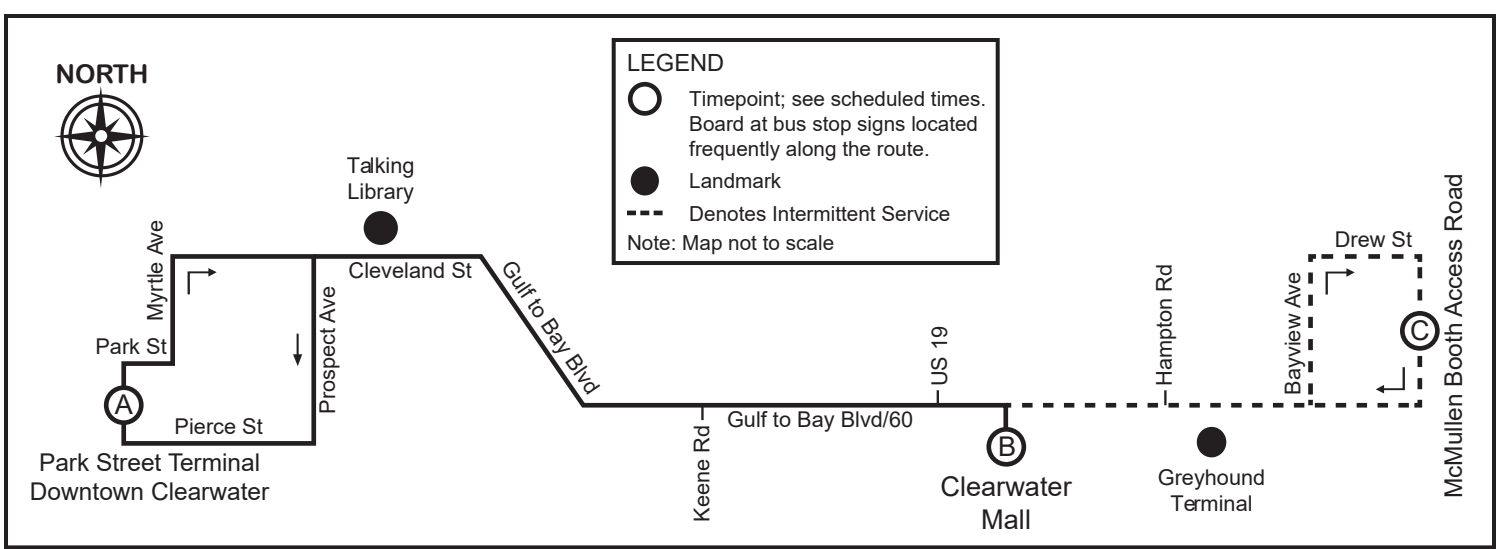 NORTH
LEGEND
Timepoint; see scheduled times.
Board at bus stop signs located
frequently along the route.
Landmark
Denotes Intermittent Service
Note: Map not to scale
Talking
Library
Myrtle Ave
Park St
A
Pierce St
Prospect Ave
Park Street Terminal
Downtown Clearwater
Cleveland St
Gulf to Bay Blvd
Keene Rd
Gulf to Bay Blvd/60
US 19
B
Clearwater
Mall
Hampton Rd
Greyhound
Terminal
Bayview Ave
Drew St
C
McMullen Booth Access Road